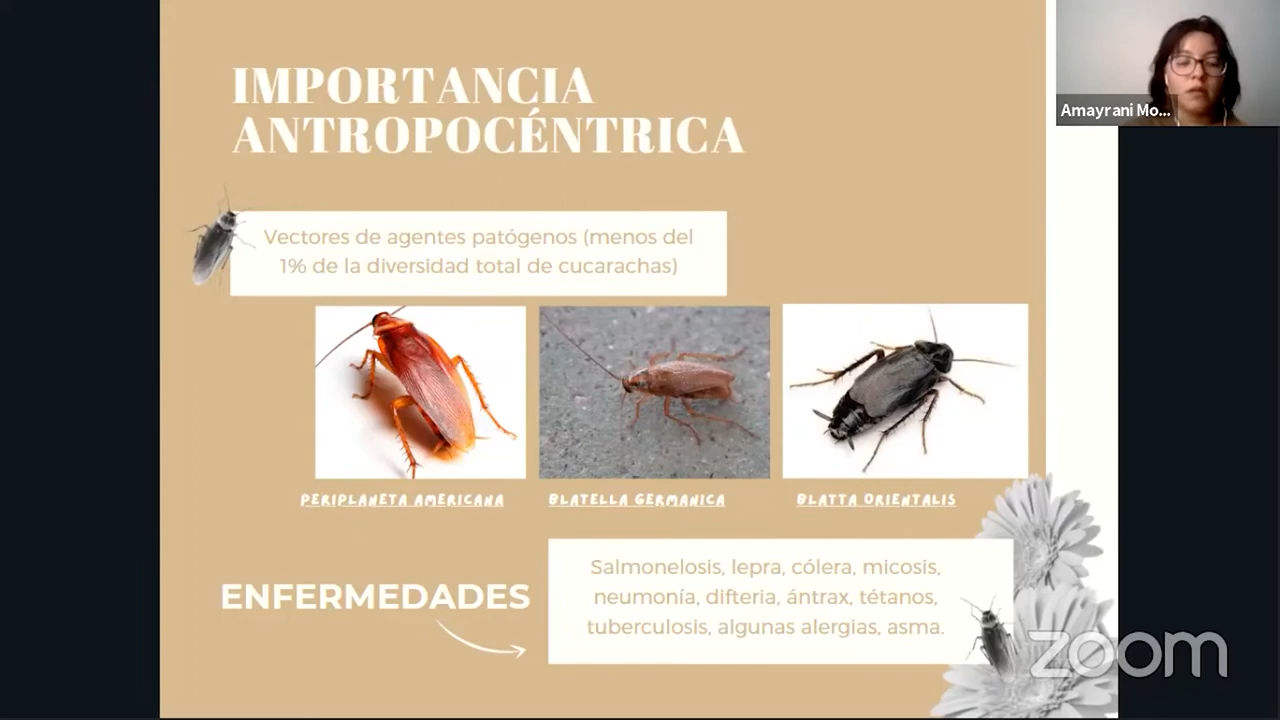 IMPORTANCIA
ANTROPOCÉNTRICA
Amayrani Mo...
Vectores de agentes patógenos (menos del
1% de la diversidad total de cucarachas)
PERIPLANETA AMERICANA
BLATELLA GERMANICA
BLATTA ORIENTALIS
ENFERMEDADES
Salmonelosis, lepra, cólera, micosis,
neumonía, difteria, ántrax, tétanos,
tuberculosis, algunas alergias, asma.
zoom